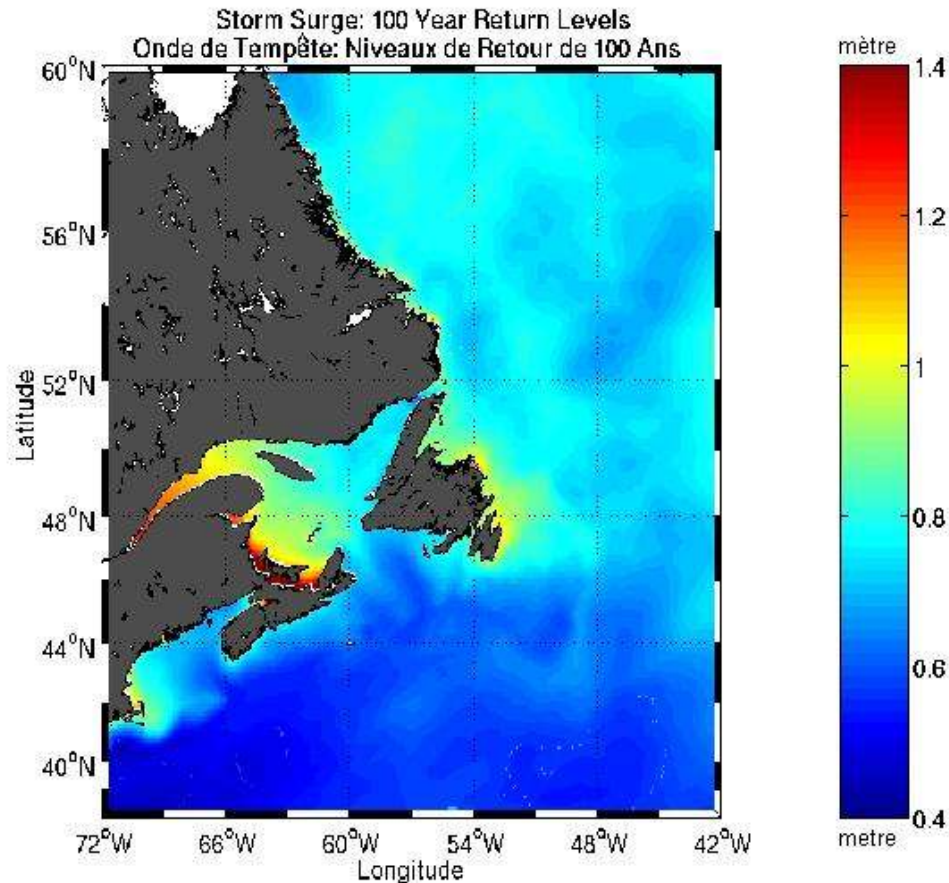 Storm Surge: 100 Year Return Levels
Onde de Tempête: Niveaux de Retour de 100 Ans
mètre
60°N
56°N
52°N
48°N
44°N
40°N
Latitude
72°W 66°W 60°W 54°W 48°W 42°W
Longitude
1.4
1.2
1
0.8
0.6
0.4
metre